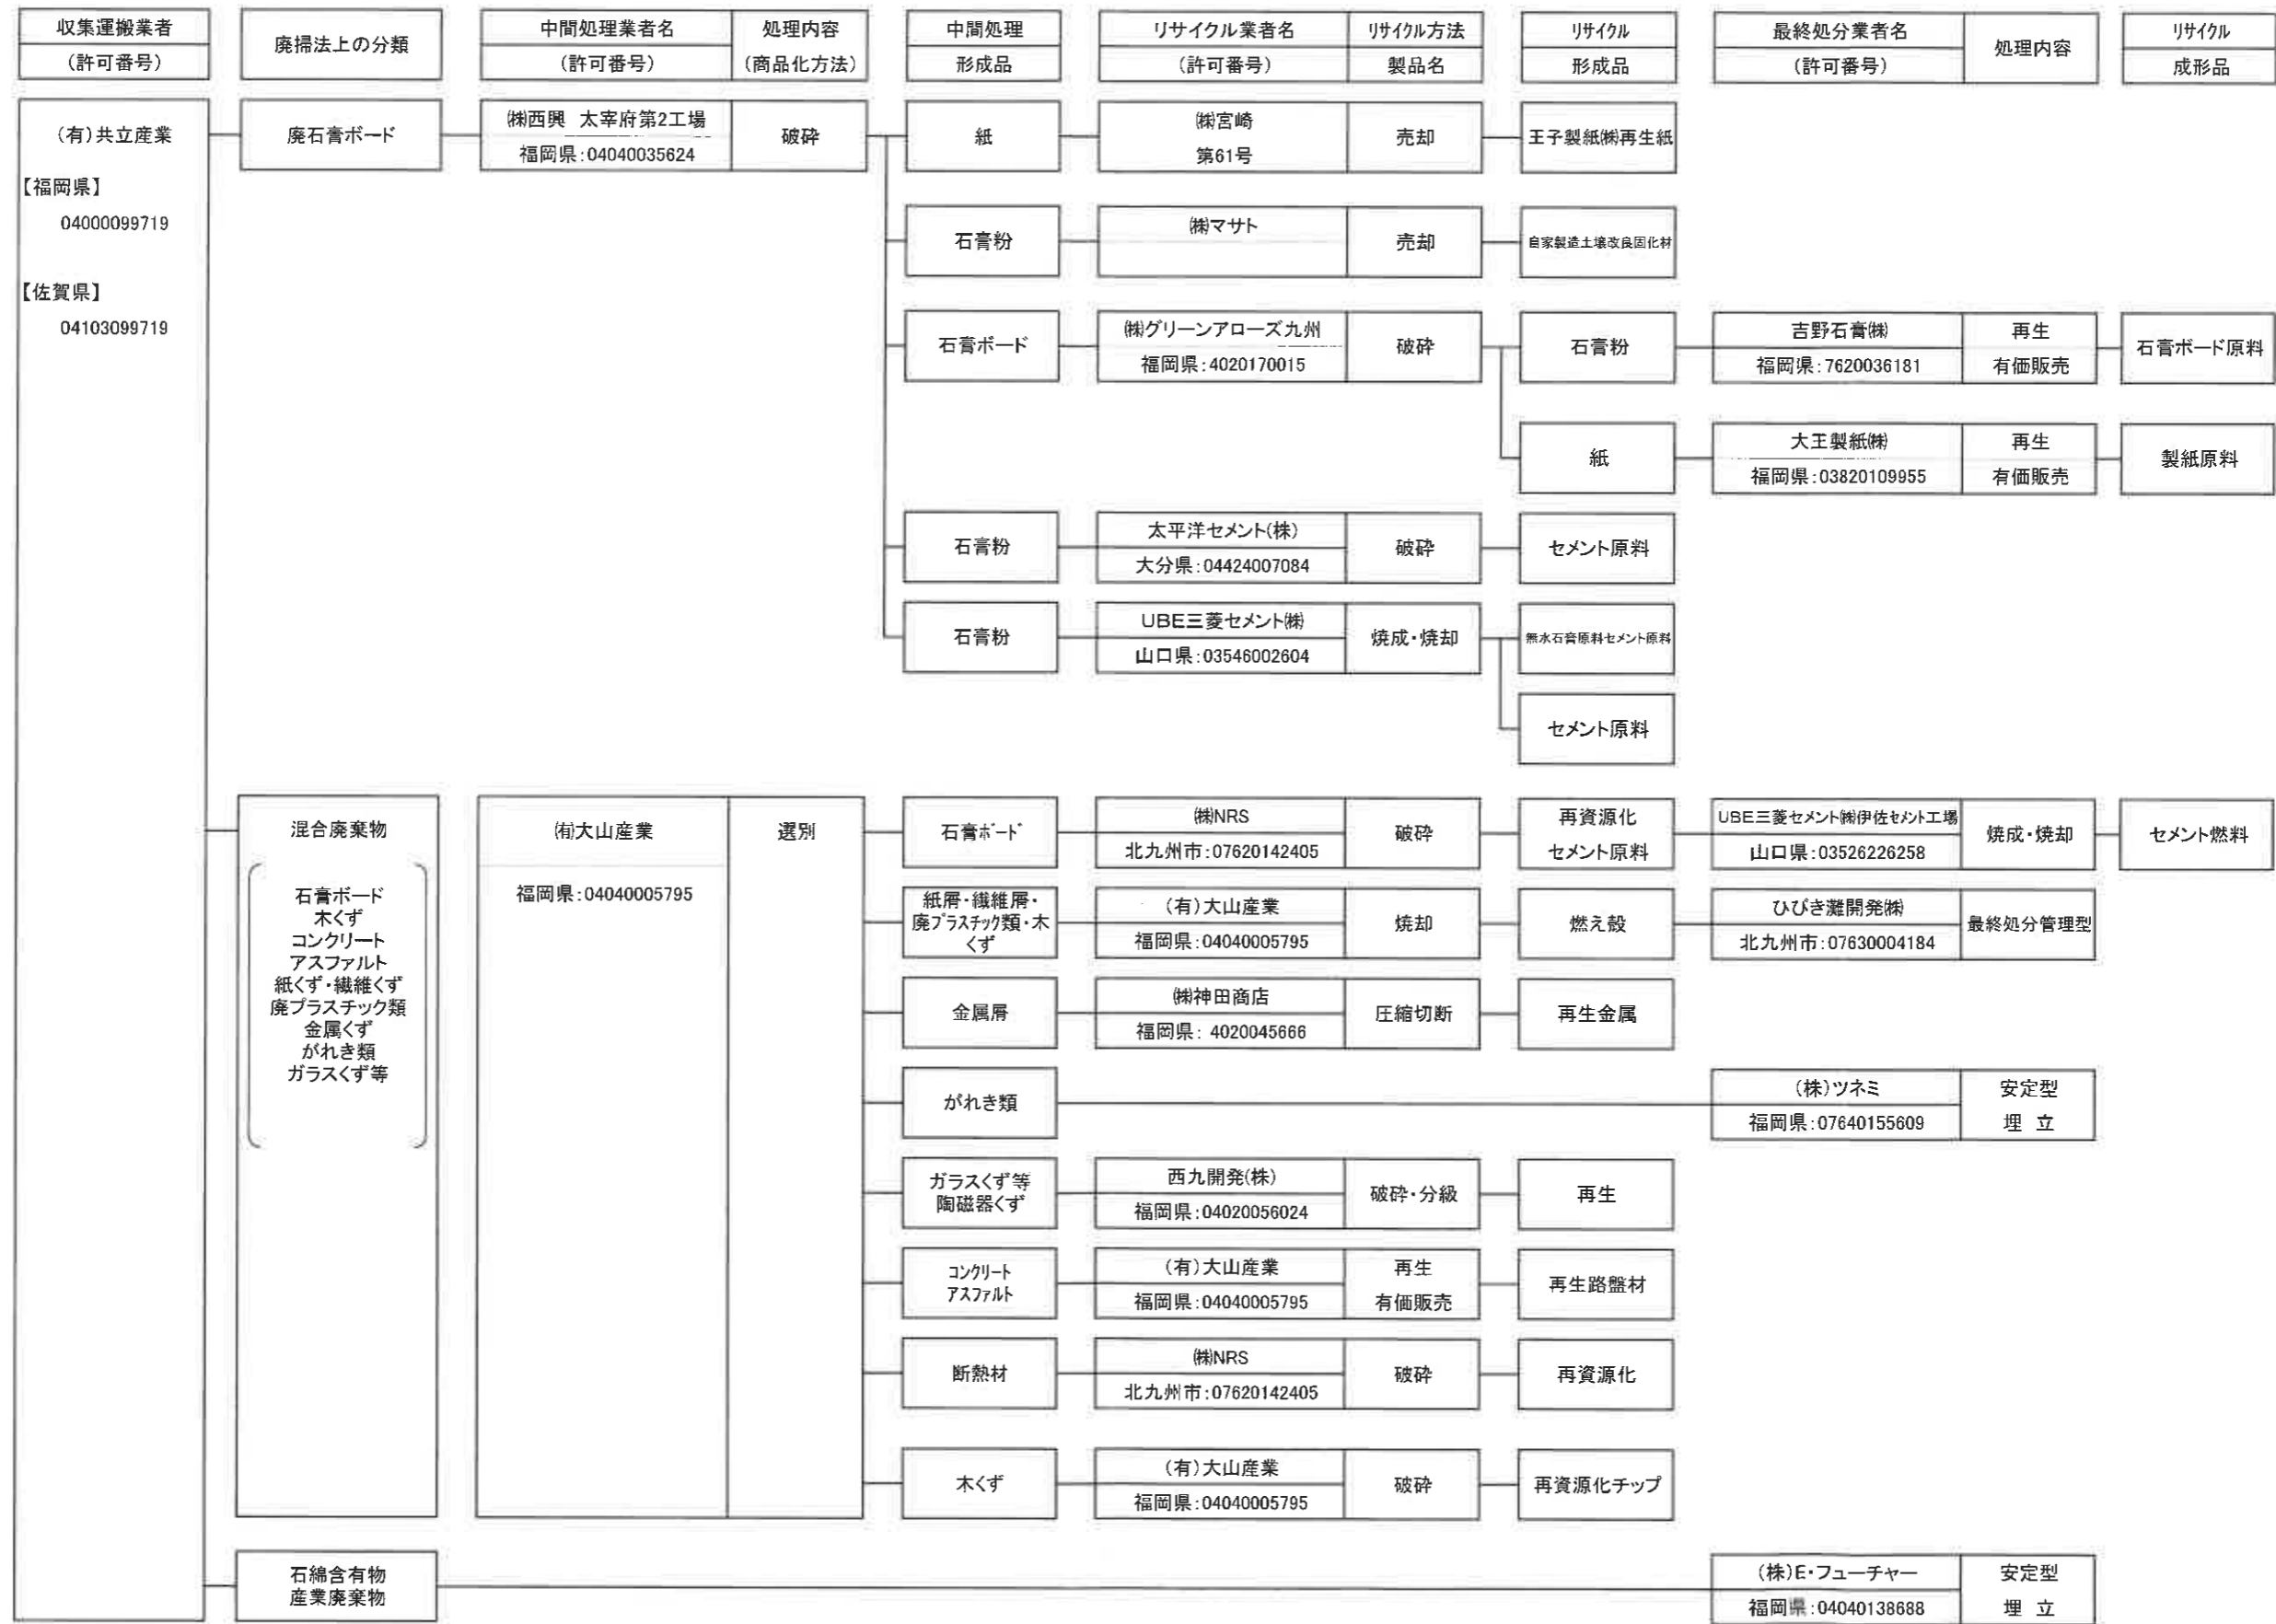 収集運搬業者
(許可番号)
廃掃法上の分類
中間処理業者名
(許可番号)
処理内容
(商品化方法)
中間処理
形成品
リサイクル業者名
(許可番号)
リサイクル方法
製品名
リサイクル
形成品
最終処分業者名
(許可番号)
処理内容
リサイクル
成形品
(有)共立産業
【福岡県】
04000099719
【佐賀県】
04103099719
廃石膏ボード
㈱西興 太宰府第2工場
福岡県:04040035624
破砕
紙
㈱宮崎
第61号
売却
王子製紙㈱再生紙
石膏粉
㈱マサト
売却
自家製造土壌改良固化材
石膏ボード
㈱グリーンアローズ九州
福岡県:4020170015
破砕
石膏粉
吉野石膏㈱
福岡県:7620036181
再生
有価販売
石膏ボード原料
紙
大王製紙㈱
福岡県:03820109955
再生
有価販売
製紙原料
石膏粉
太平洋セメント(株)
大分県:04424007084
破砕
セメント原料
石膏粉
UBE三菱セメント㈱
山口県:03546002604
焼成・焼却
無水石膏原料セメント原料
セメント原料
混合廃棄物
石膏ボード
木くず
コンクリート
アスファルト
紙くず・繊維くず
廃プラスチック類
金属くず
がれき類
ガラスくず等
㈲大山産業
福岡県:04040005795
選別
石膏ボード
㈱NRS
北九州市:07620142405
破砕
再資源化
セメント原料
UBE三菱セメント㈱伊佐セメント工場
山口県:03526226258
焼成・焼却
セメント燃料
紙屑・繊維屑・
廃プラスチック類・木
くず
(有)大山産業
福岡県:04040005795
焼却
燃え殻
ひびき灘開発㈱
北九州市:07630004184
最終処分管理型
金属屑
㈱神田商店
福岡県: 4020045666
圧縮切断
再生金属
がれき類
(株)ツネミ
福岡県:07640155609
安定型
埋 立
ガラスくず等
陶磁器くず
西九開発(株)
福岡県:04020056024
破砕・分級
再生
コンクリート
アスファルト
(有)大山産業
福岡県:04040005795
再生
有価販売
再生路盤材
断熱材
㈱NRS
北九州市:07620142405
破砕
再資源化
木くず
(有)大山産業
福岡県:04040005795
破砕
再資源化チップ
石綿含有物
産業廃棄物
(株)E・フューチャー
福岡県:04040138688
安定型
埋 立